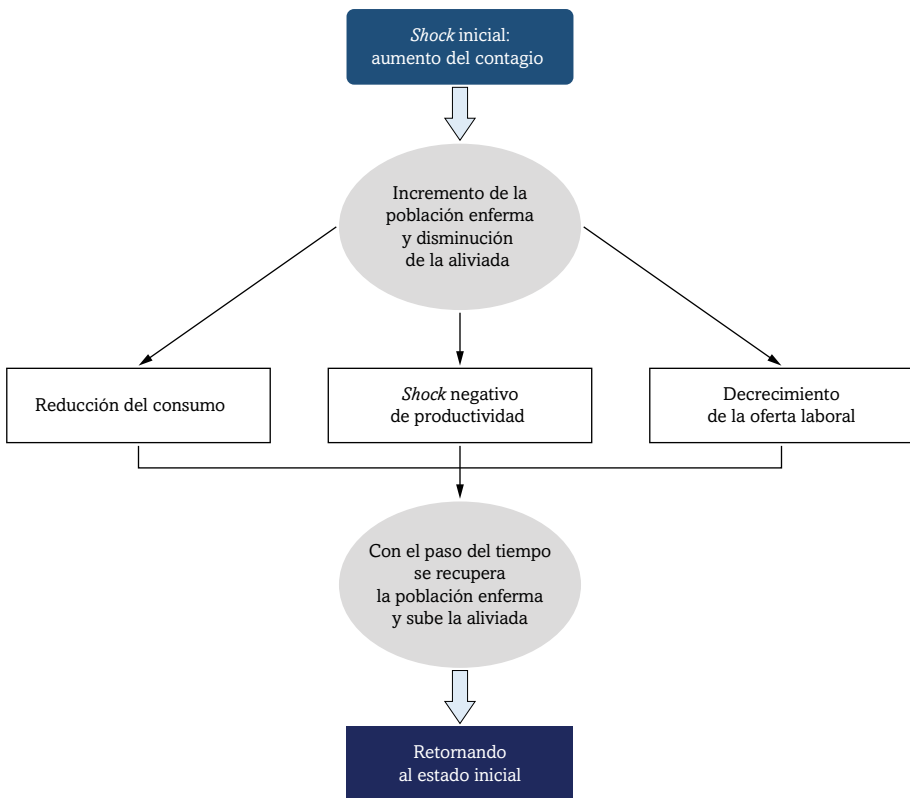 Shock inicial:
aumento del contagio
Incremento de la
población enferma
y disminución
de la aliviada
Reducción del consumo
Shock negativo
de productividad
Decrecimiento
de la oferta laboral
Con el paso del tiempo
se recupera
la población enferma
y sube la aliviada
Retornando
al estado inicial